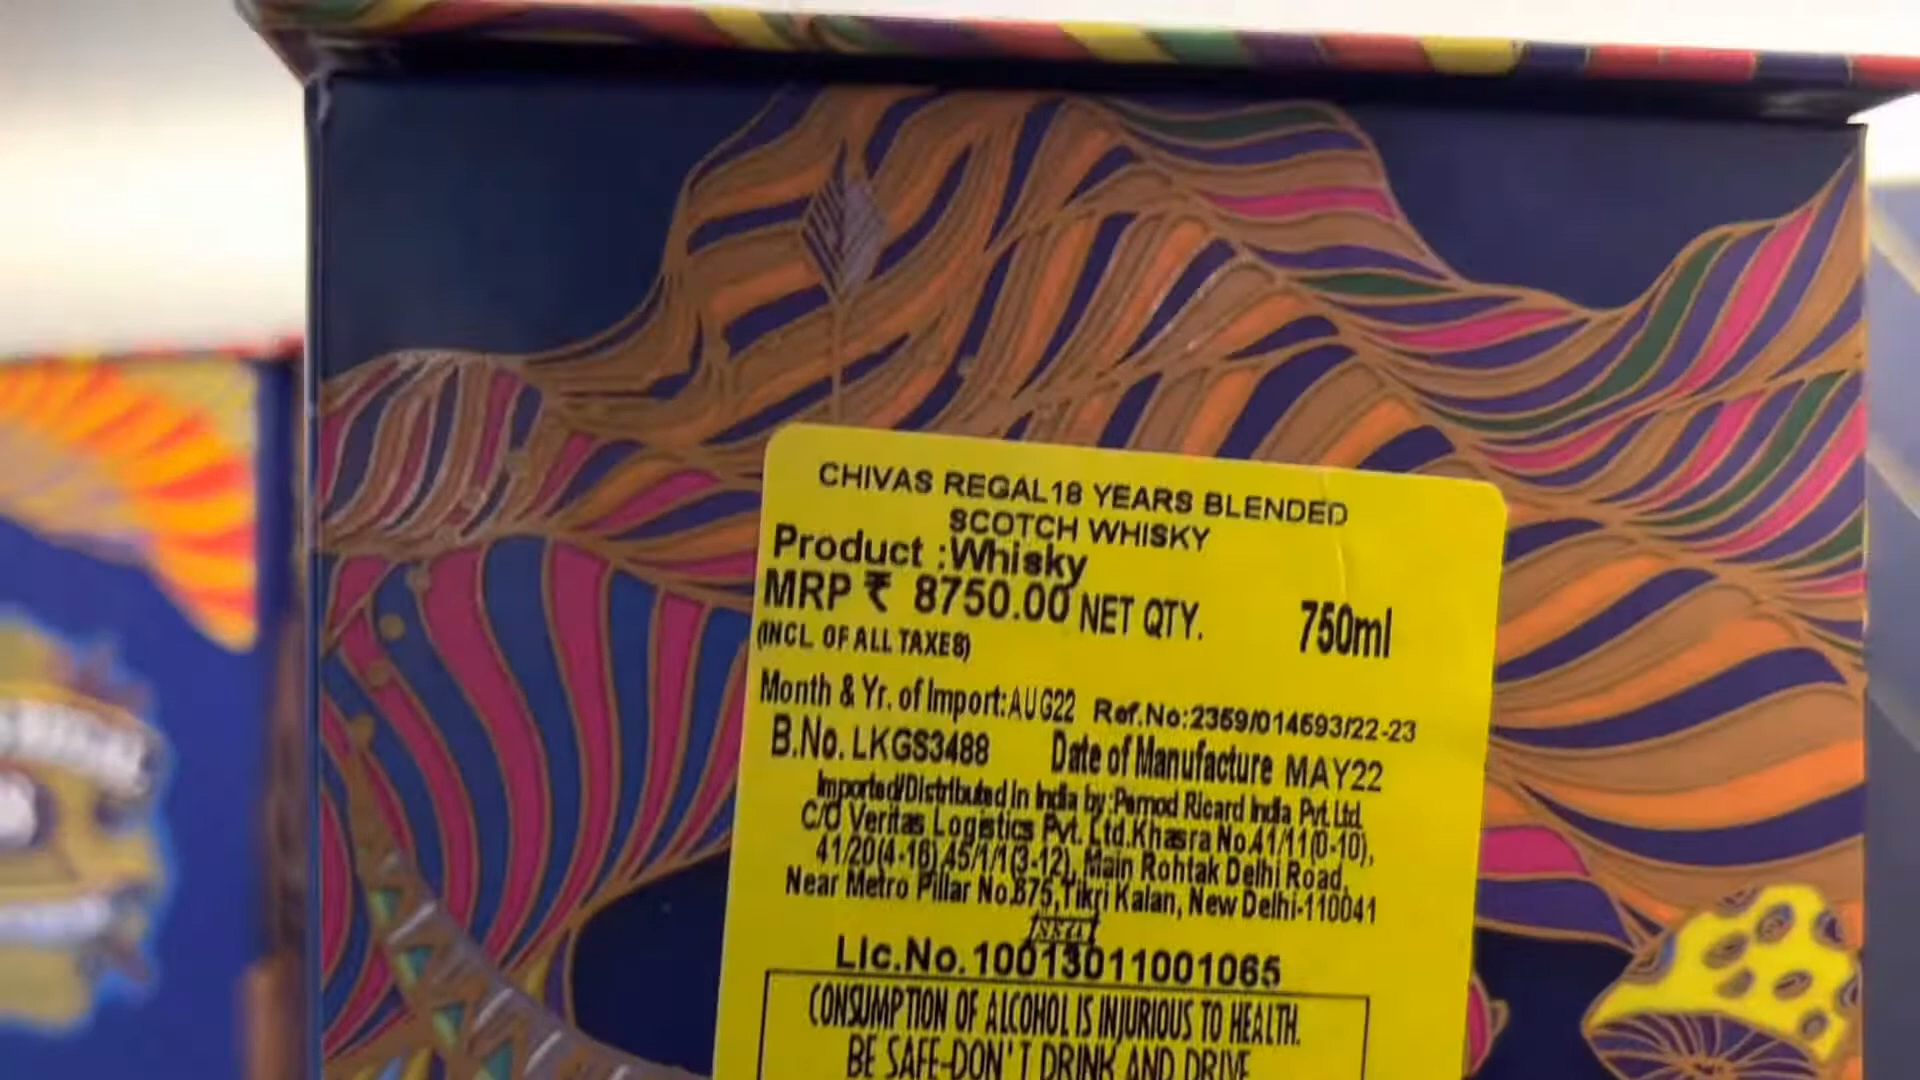 CHIVAS REGAL 18 YEARS BLENDED
SCOTCH WHISKY
Product :Whisky
MRP ₹ 8750.00 NET QTY. 750ml
(INCL. OF ALL TAXES)
Month & Yr. of Import:AUG22 Ref.No:2359/014593/22-23
B.No. LKGS3488 Date of Manufacture MAY22
Imported/Distributed in India by:Pernod Ricard India Pvt. Ltd.
C/O Veritas Logistics Pvt. Ltd.Khasra No.41/11(0-10),
41/20(4-16),45/1/1(3-12), Main Rohtak Delhi Road,
Near Metro Pillar No.675,Tikri Kalan, New Delhi-110041
Lic.No.10013011001065
CONSUMPTION OF ALCOHOL IS INJURIOUS TO HEALTH.
BE SAFE-DON'T DRINK AND DRIVE